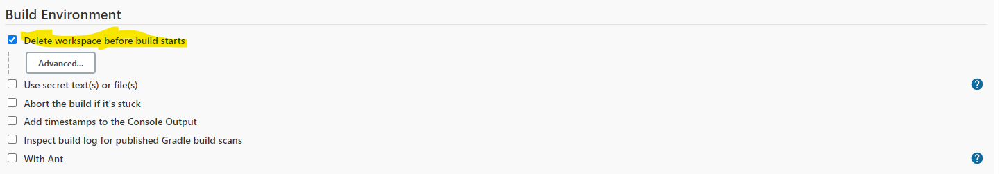 Build Environment
Delete workspace before build starts
Advanced...
Use secret text(s) or file(s)
?
Abort the build if it's stuck
Add timestamps to the Console Output
Inspect build log for published Gradle build scans
With Ant
?